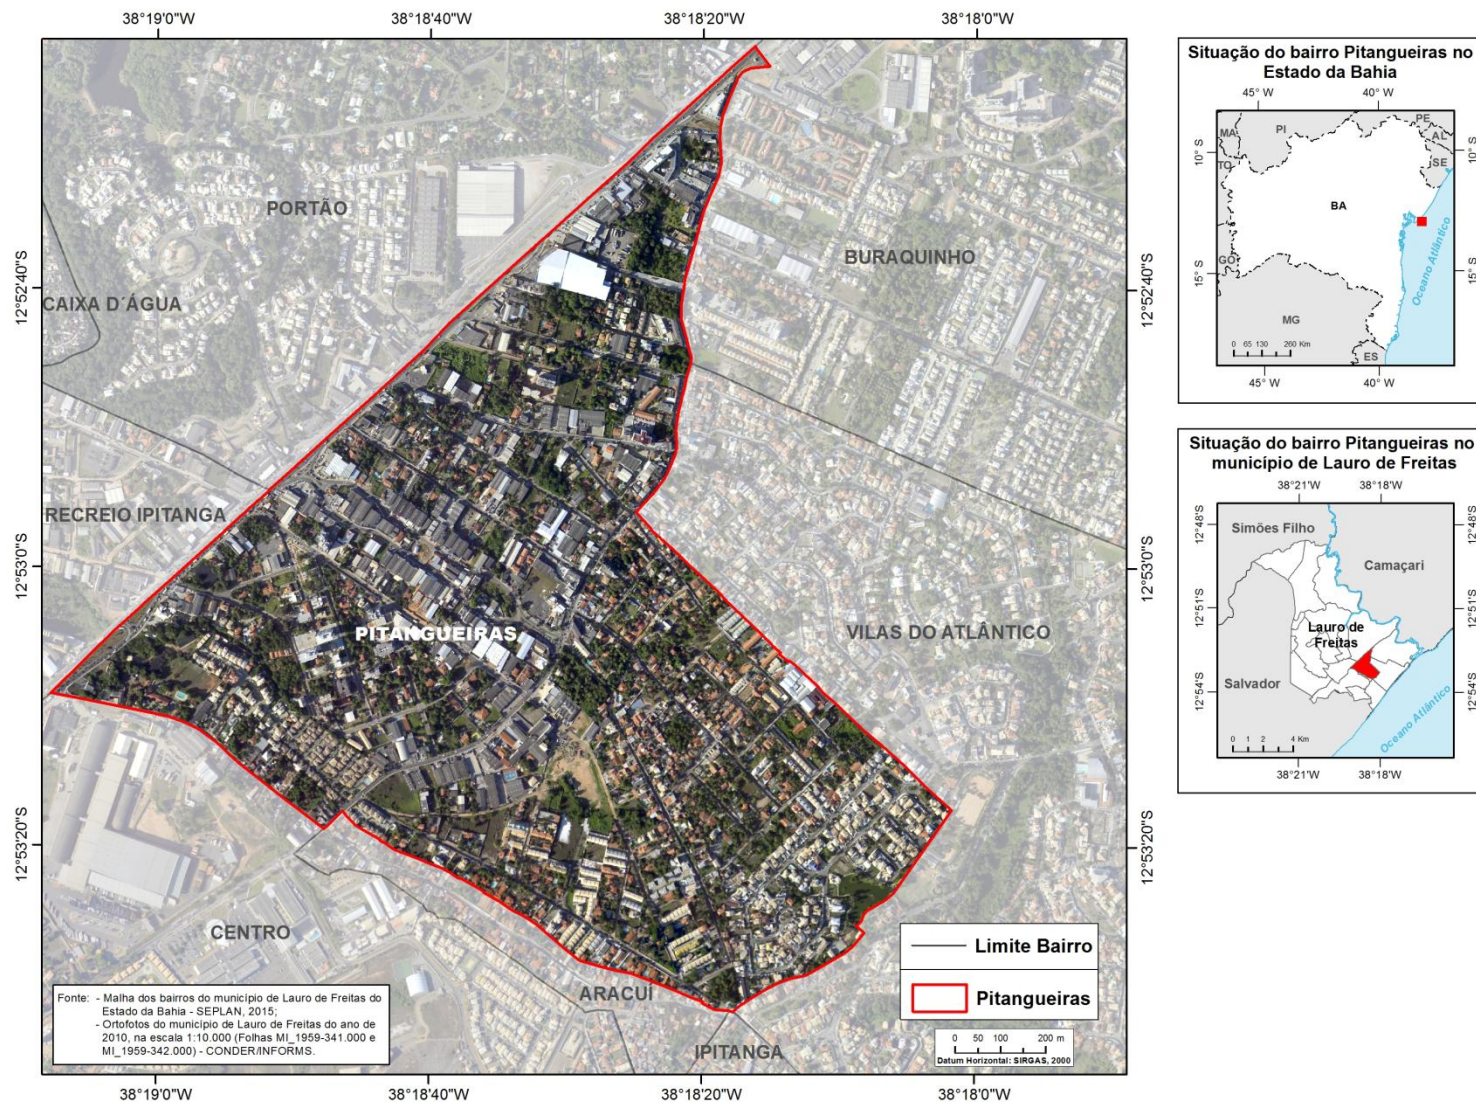 38°19'0"W
38°18'40"W
38°18'20"W
38°18'0"W
12°52'40"S
12°53'0"S
12°53'20"S
PORTÃO
BURAQUINHO
CAIXA D´ÁGUA
RECREIO IPITANGA
PITANGUEIRAS
VILAS DO ATLÂNTICO
CENTRO
ARACUÍ
IPITANGA
12°52'40"S
12°53'0"S
12°53'20"S
Limite Bairro
Pitangueiras
0 50 100 200 m
Datum Horizontal: SIRGAS, 2000
Fonte: - Malha dos bairros do município de Lauro de Freitas do
Estado da Bahia - SEPLAN, 2015;
- Ortofotos do município de Lauro de Freitas do ano de
2010, na escala 1:10.000 (Folhas MI_1959-341.000 e
MI_1959-342.000) - CONDER/INFORMS.
38°19'0"W
38°18'40"W
38°18'20"W
38°18'0"W
Situação do bairro Pitangueiras no
Estado da Bahia
45° W
40° W
MA
PI
PE
AL
TO
SE
10° S
10° S
BA
GO
15° S
15° S
Oceano Atlântico
MG
ES
0 65 130 260 Km
45° W
40° W
Situação do bairro Pitangueiras no
município de Lauro de Freitas
38°21'W
38°18'W
12°48'S
12°48'S
Simões Filho
Camaçari
12°51'S
12°51'S
Lauro de
Freitas
Salvador
12°54'S
12°54'S
Oceano Atlântico
0 1 2 4 Km
38°21'W
38°18'W